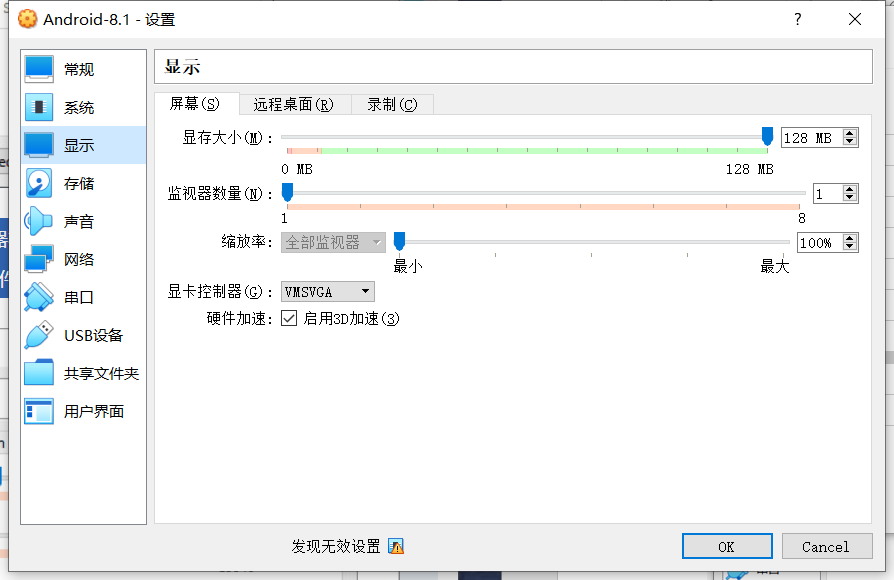 Android-8.1 - 设置
?
常规
系统
显示
存储
声音
网络
串口
USB设备
共享文件夹
用户界面
显示
屏幕(S)
远程桌面(R)
录制(C)
显存大小(M):
128 MB
0 MB
128 MB
监视器数量(N):
1
1
8
缩放率:
全部监视器
100%
最小
最大
显卡控制器(G):
VMSVGA
硬件加速:
启用3D加速(3)
发现无效设置
OK
Cancel